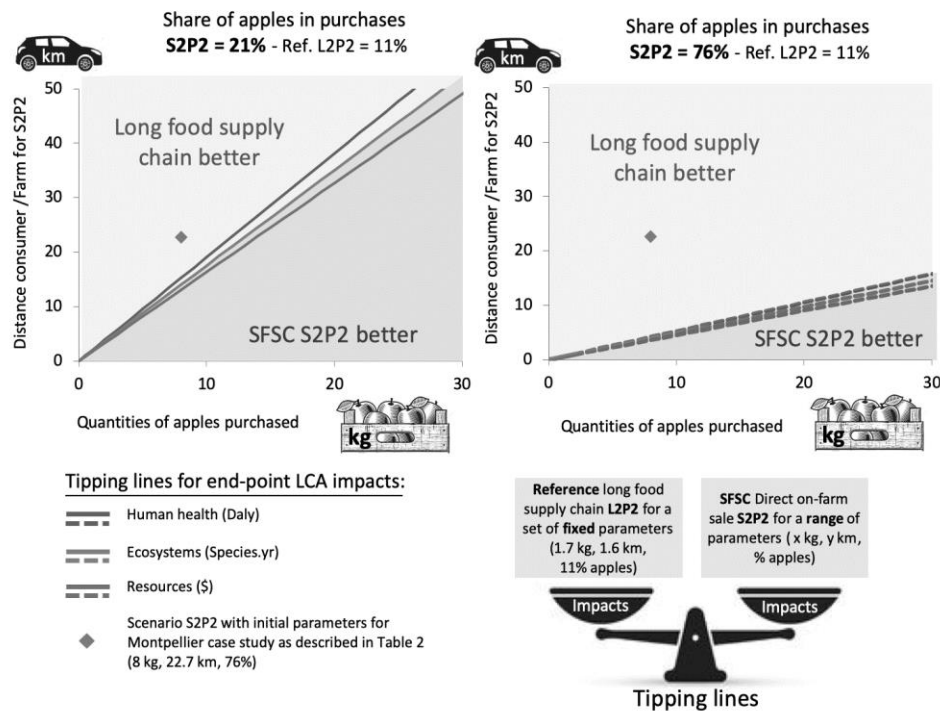 Share of apples in purchases
S2P2 = 21% - Ref. L2P2 = 11%
km
Distance consumer /Farm for S2P2
50
40
30
20
10
0
Long food supply
chain better
SFSC S2P2 better
0
10
20
30
Quantities of apples purchased
kg
Share of apples in purchases
S2P2 = 76% - Ref. L2P2 = 11%
km
Distance consumer /Farm for S2P2
50
40
30
20
10
0
Long food supply
chain better
SFSC S2P2 better
0
10
20
30
Quantities of apples purchased
kg
Tipping lines for end-point LCA impacts:
Human health (Daly)
Ecosystems (Species.yr)
Resources ($)
Scenario S2P2 with initial parameters for
Montpellier case study as described in Table 2
(8 kg, 22.7 km, 76%)
Reference long food
supply chain L2P2 for a
set of fixed parameters
(1.7 kg, 1.6 km,
11% apples)
SFSC Direct on-farm
sale S2P2 for a range of
parameters ( x kg, y km,
% apples)
Impacts
Impacts
Tipping lines